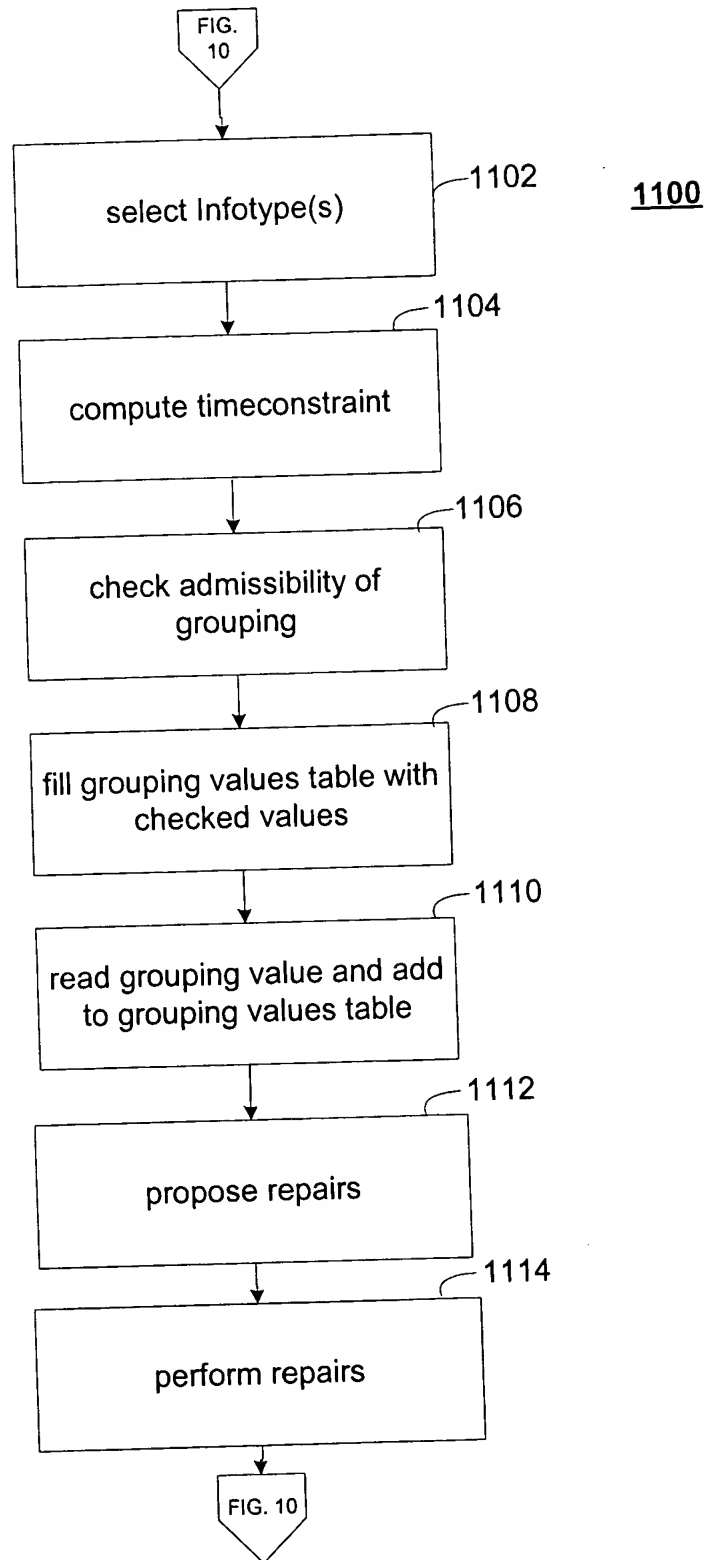 FIG.
10
1102
1100
select Infotype(s)
1104
compute timeconstraint
1106
check admissibility of
grouping
1108
fill grouping values table with
checked values
1110
read grouping value and add
to grouping values table
1112
propose repairs
1114
perform repairs
FIG. 10